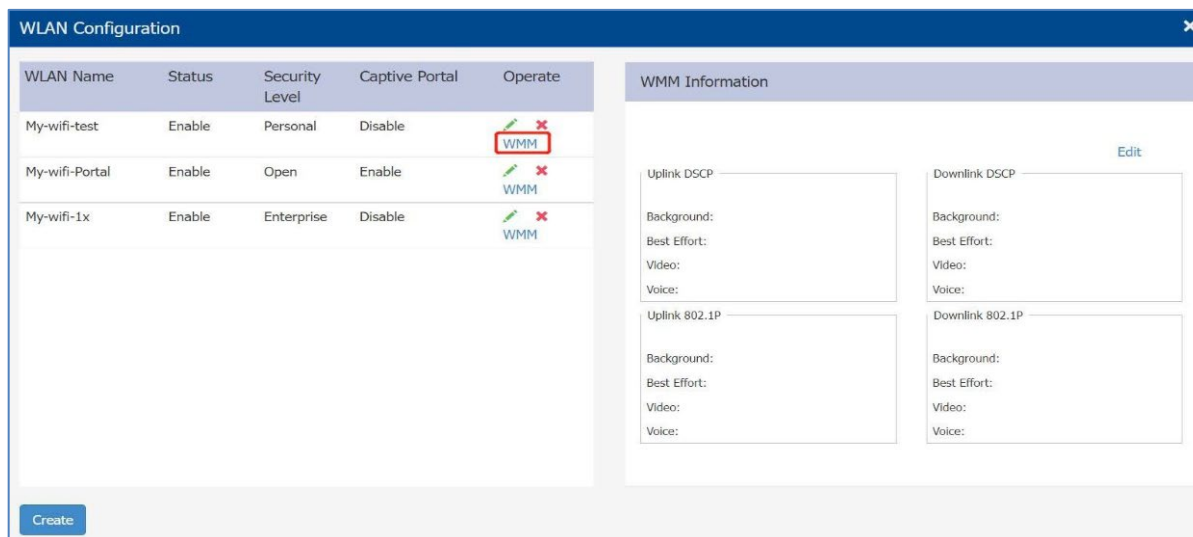 WLAN Configuration
WLAN Name Status Security Level Captive Portal Operate
My-wifi-test Enable Personal Disable
WMM
My-wifi-Portal Enable Open Enable
WMM
My-wifi-1x Enable Enterprise Disable
WMM
Create
WMM Information
Edit
Uplink DSCP
Background:
Best Effort:
Video:
Voice:
Downlink DSCP
Background:
Best Effort:
Video:
Voice:
Uplink 802.1P
Background:
Best Effort:
Video:
Voice:
Downlink 802.1P
Background:
Best Effort:
Video:
Voice: